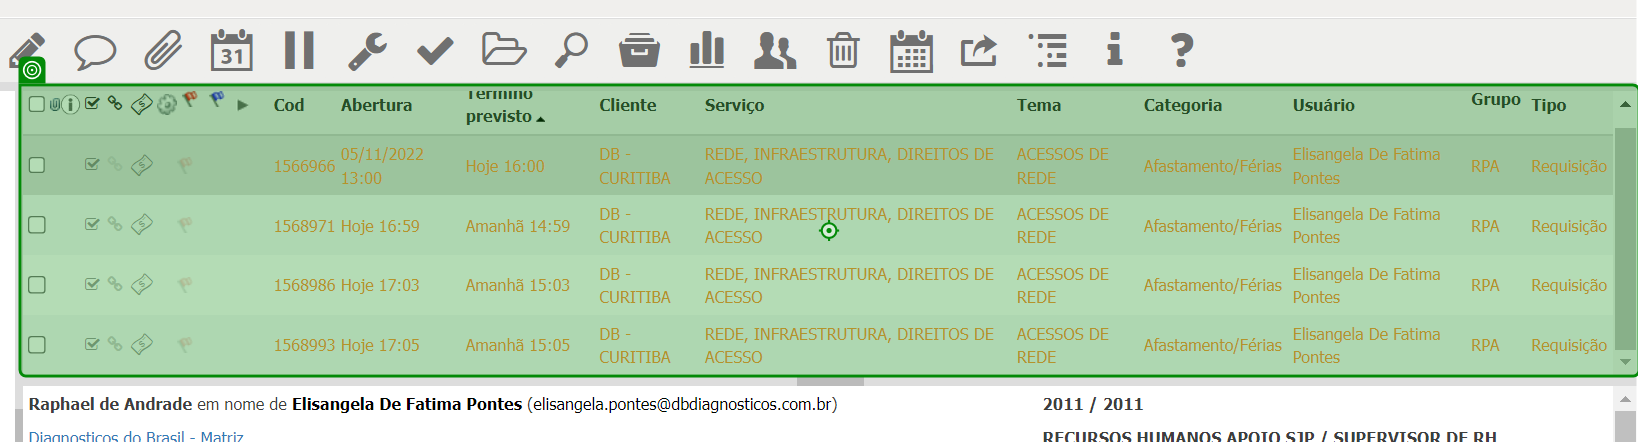 31
Cod Abertura Término previsto Cliente Serviço Tema Categoria Usuário Grupo Tipo
1566966 05/11/2022 13:00 Hoje 16:00 DB - CURITIBA REDE, INFRAESTRUTURA, DIREITOS DE ACESSO ACESSOS DE REDE Afastamento/Férias Elisangela De Fatima Pontes RPA Requisição
1568971 Hoje 16:59 Amanhã 14:59 DB - CURITIBA REDE, INFRAESTRUTURA, DIREITOS DE ACESSO ACESSOS DE REDE Afastamento/Férias Elisangela De Fatima Pontes RPA Requisição
1568986 Hoje 17:03 Amanhã 15:03 DB - CURITIBA REDE, INFRAESTRUTURA, DIREITOS DE ACESSO ACESSOS DE REDE Afastamento/Férias Elisangela De Fatima Pontes RPA Requisição
1568993 Hoje 17:05 Amanhã 15:05 DB - CURITIBA REDE, INFRAESTRUTURA, DIREITOS DE ACESSO ACESSOS DE REDE Afastamento/Férias Elisangela De Fatima Pontes RPA Requisição
Raphael de Andrade em nome de Elisangela De Fatima Pontes (elisangela.pontes@dbdiagnosticos.com.br) 2011 / 2011
Diagnosticos do Brasil - Matriz RECURSOS HUMANOS APOIO SJP / SUPERVISOR DE RH